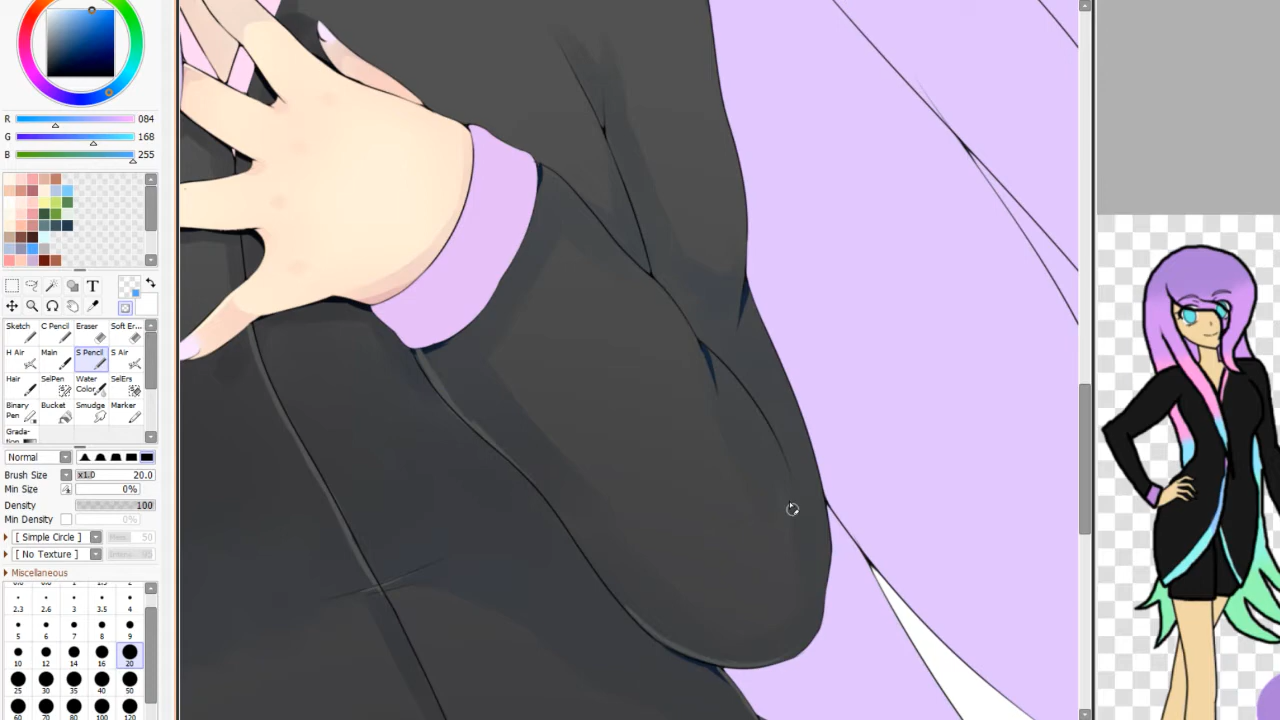 R 084
G 168
B 255
T
Sketch C Pencil Eraser Soft Er...
H Air Main S Pencil S Air
Hair SelPen Water Color SelErs
Binary Pen Bucket Smudge Marker
Grada- tion
Normal
Brush Size x1.0 20.0
Min Size 0%
Density 100
Min Density 0%
[ Simple Circle ] 50
[ No Texture ] 95
Miscellaneous
2.3 2.6 3 3.5 4
5 6 7 8 9
10 12 14 16 20
25 30 35 40 50
60 70 80 100 120